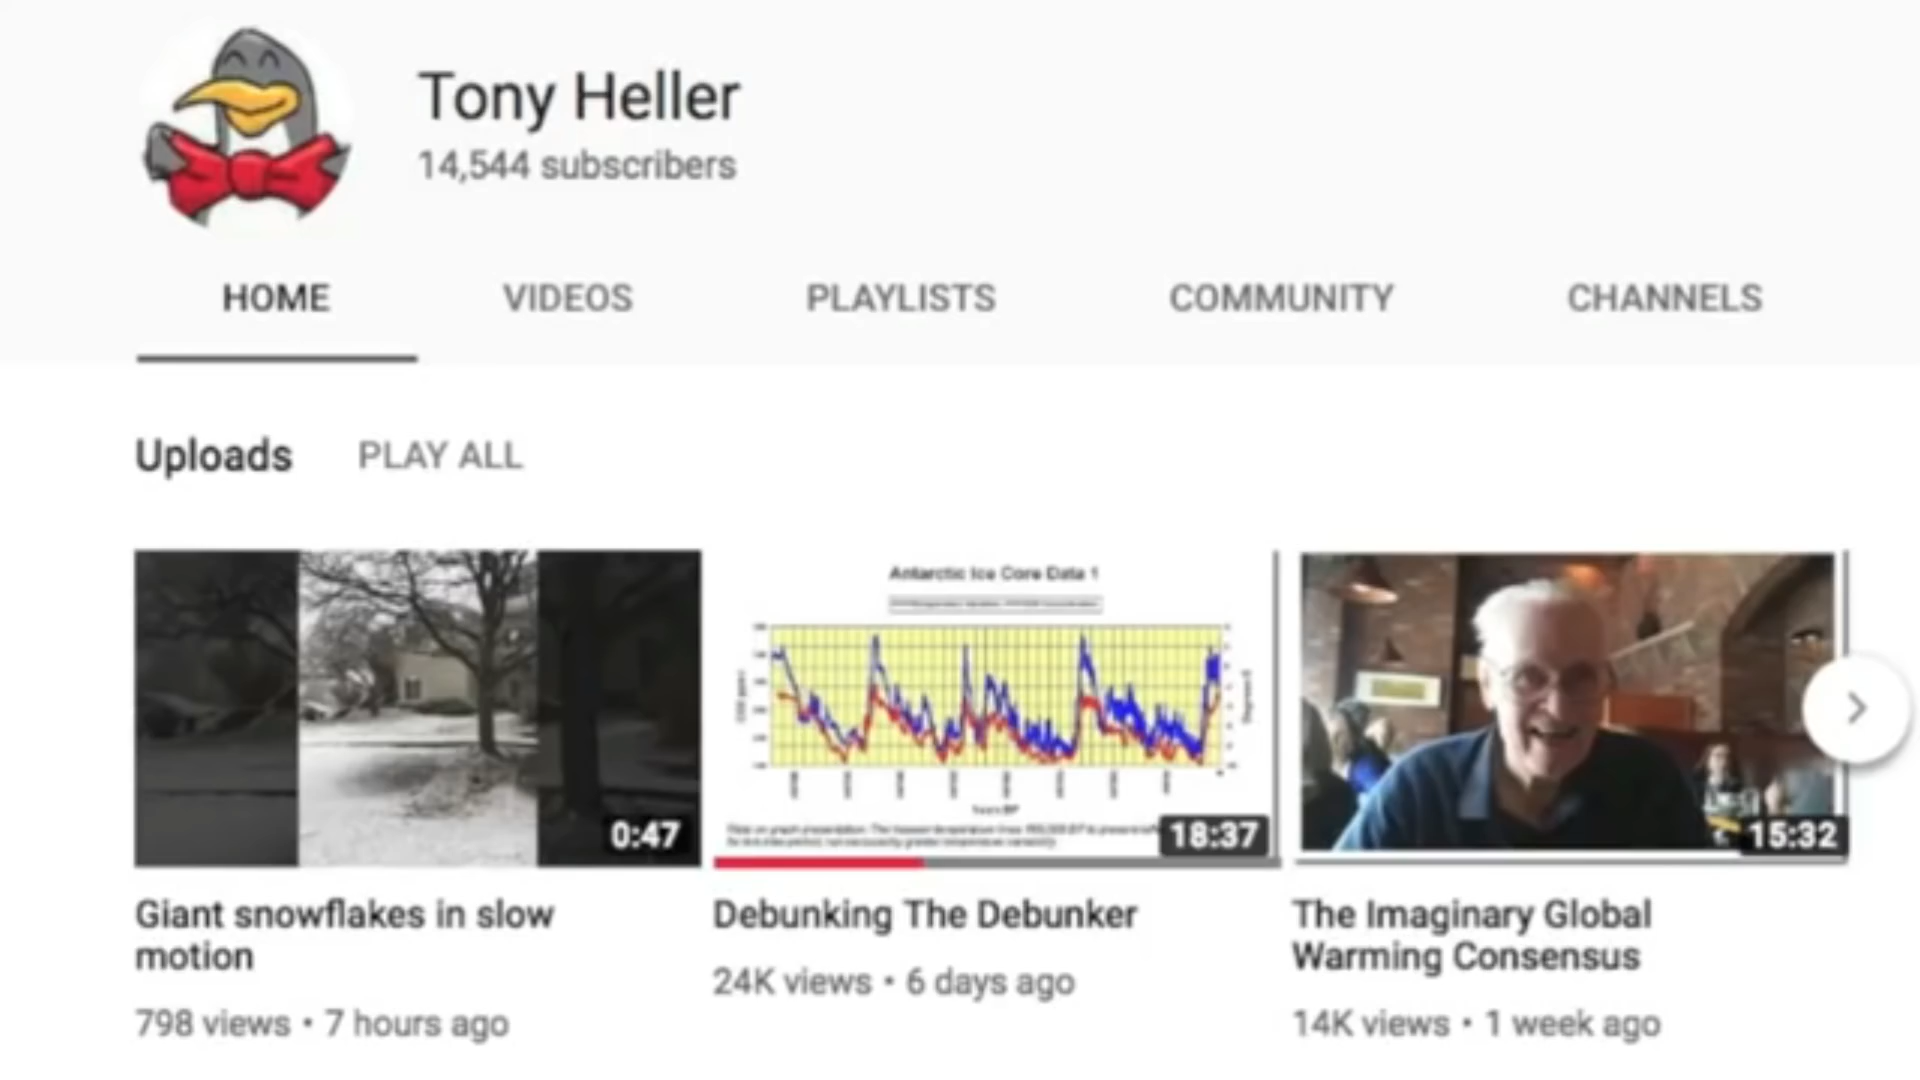 Tony Heller
14,544 subscribers
HOME VIDEOS PLAYLISTS COMMUNITY CHANNELS
Uploads PLAY ALL
Antarctic Ice Core Data 1
0:47
18:37
15:32
Giant snowflakes in slow
motion
798 views • 7 hours ago
Debunking The Debunker
24K views • 6 days ago
The Imaginary Global
Warming Consensus
14K views • 1 week ago